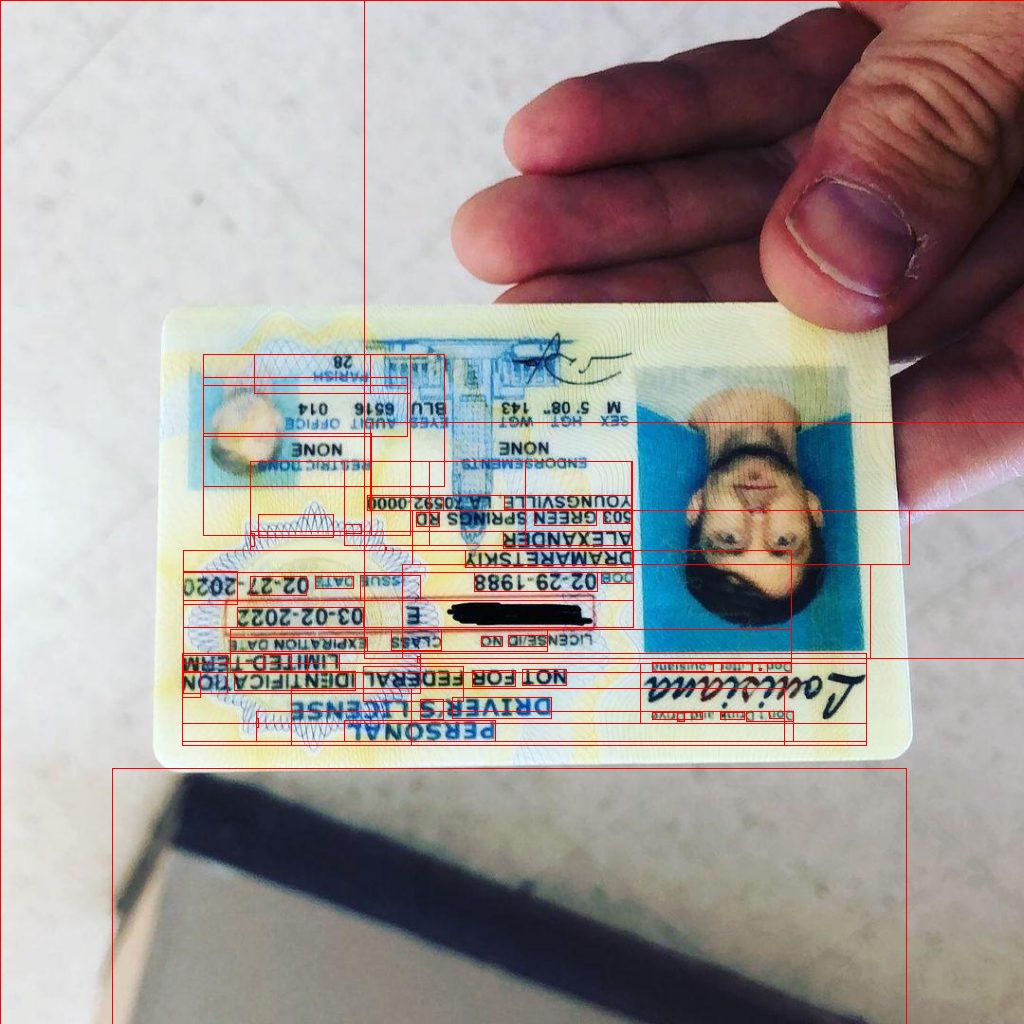 Don't Drink and Drive
Louisiana
Don't Litter Louisiana
PERSONAL
DRIVER'S LICENSE
NOT FOR FEDERAL IDENTIFICATION
LIMITED-TERM
LICENSE/ID NO CLASS EXPIRATION DATE
E 03-02-2022
DOB 02-29-1988 ISSUE DATE 02-27-2020
DRAMARETSKIY
ALEXANDER
503 GREEN SPRINGS RD
YOUNGSVILLE LA 70592-0000
ENDORSEMENTS RESTRICTIONS
NONE NONE
SEX HGT WGT EYES AUDIT OFFICE
M 5' 08" 143 BLU 6516 014
PARISH
28